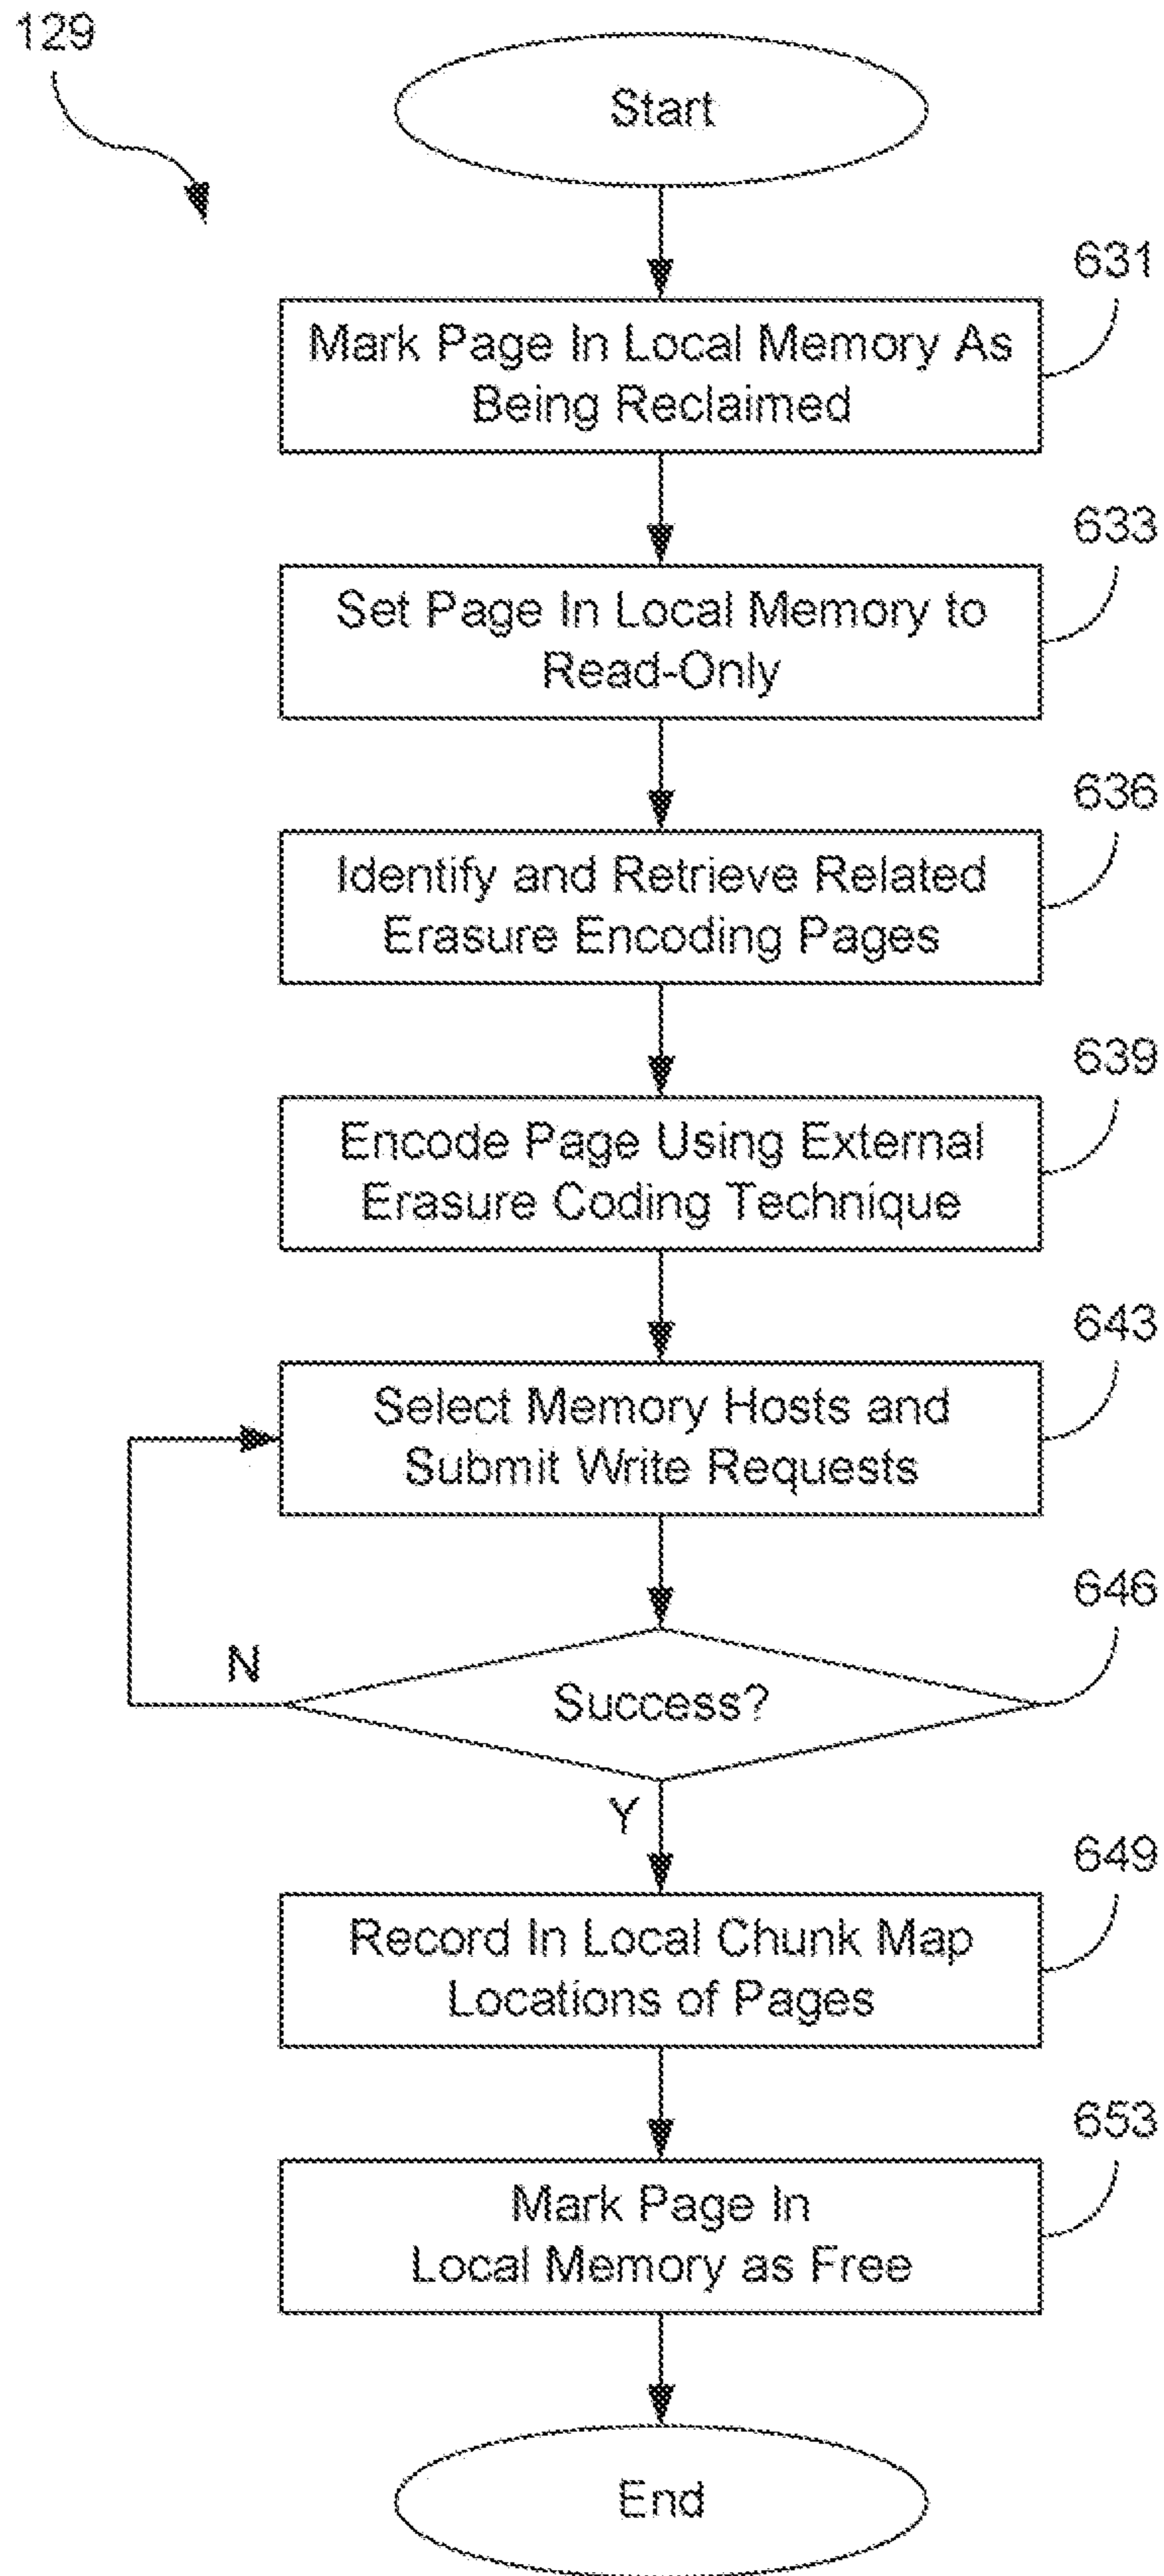 129
Start
631
Mark Page In Local Memory As
Being Reclaimed
633
Set Page In Local Memory to
Read-Only
636
Identify and Retrieve Related
Erasure Encoding Pages
639
Encode Page Using External
Erasure Coding Technique
643
Select Memory Hosts and
Submit Write Requests
646
N
Success?
Y
649
Record In Local Chunk Map
Locations of Pages
653
Mark Page In
Local Memory as Free
End